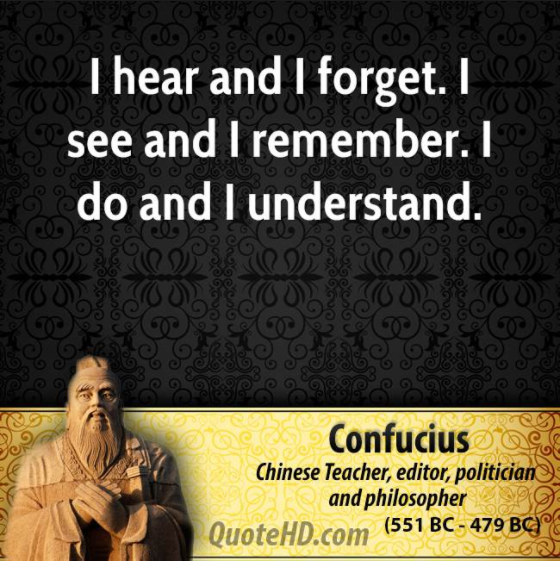 I hear and I forget. I
see and I remember. I
do and I understand.
Confucius
Chinese Teacher, editor, politician
and philosopher
(551 BC - 479 BC)
QuoteHD.com